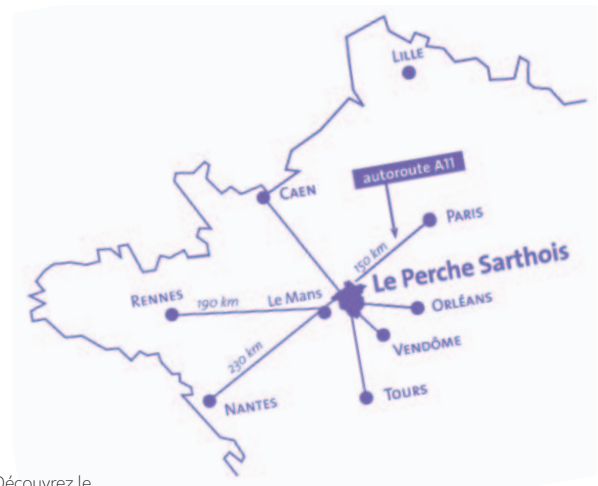 LILLE
autoroute A11
CAEN
PARIS
150 km
Le Perche Sarthois
RENNES
190 km
Le Mans
ORLÉANS
VENDÔME
230 km
TOURS
NANTES
Découvrez le